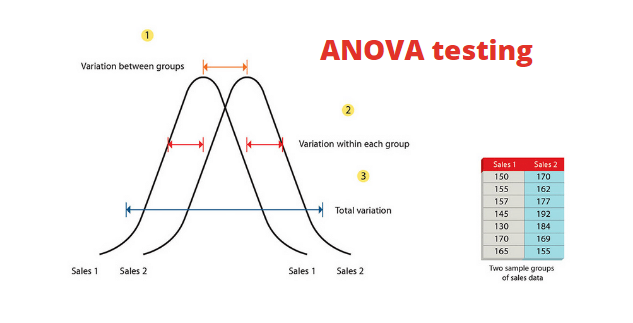 1
ANOVA testing
Variation between groups
2
Variation within each group
3
Total variation
Sales 1 Sales 2 Sales 1 Sales 2
Sales 1 Sales 2
150 170
155 162
157 177
145 192
130 184
170 169
165 155
Two sample groups
of sales data